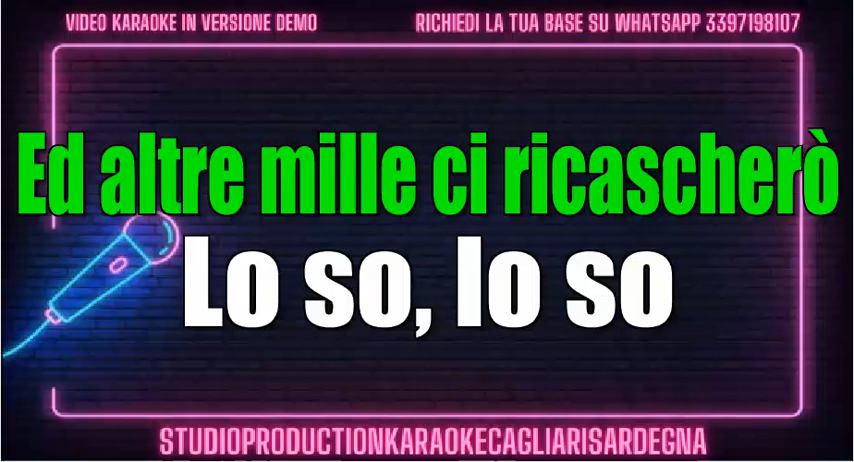 VIDEO KARAOKE IN VERSIONE DEMO
RICHIEDI LA TUA BASE SU WHATSAPP 3397198107
Ed altre mille ci ricascherò
Lo so, lo so
STUDIOPRODUCTIONKARAOKECAGLIARISARDEGNA